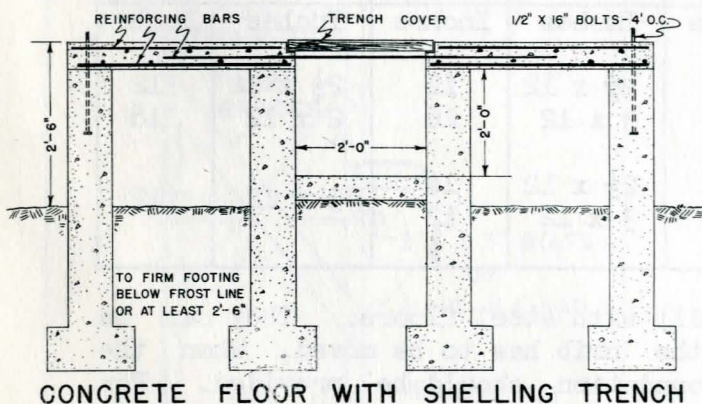 REINFORCING BARS
TRENCH COVER
1/2" X 16" BOLTS - 4' O.C.
2'-6"
2'-0"
2'-0"
TO FIRM FOOTING
BELOW FROST LINE
OR AT LEAST 2'-6"
CONCRETE FLOOR WITH SHELLING TRENCH